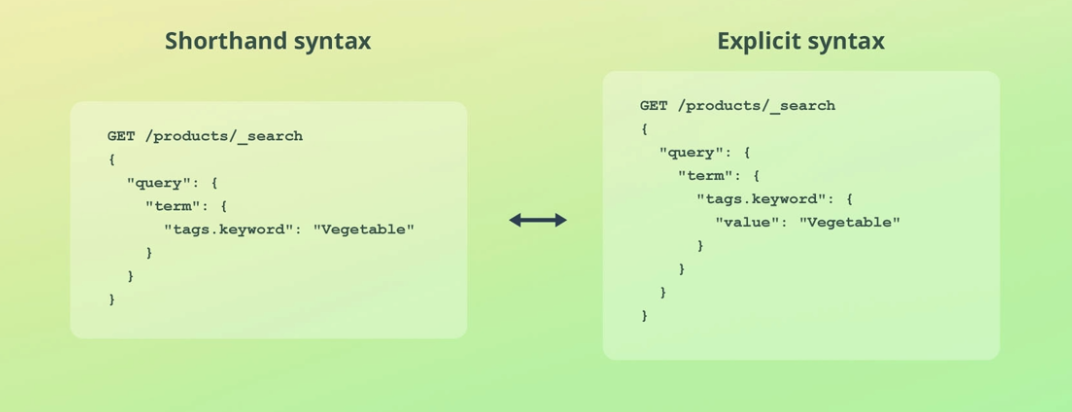 Shorthand syntax
GET /products/_search
{
  "query": {
    "term": {
      "tags.keyword": "Vegetable"
    }
  }
}
Explicit syntax
GET /products/_search
{
  "query": {
    "term": {
      "tags.keyword": {
        "value": "Vegetable"
      }
    }
  }
}